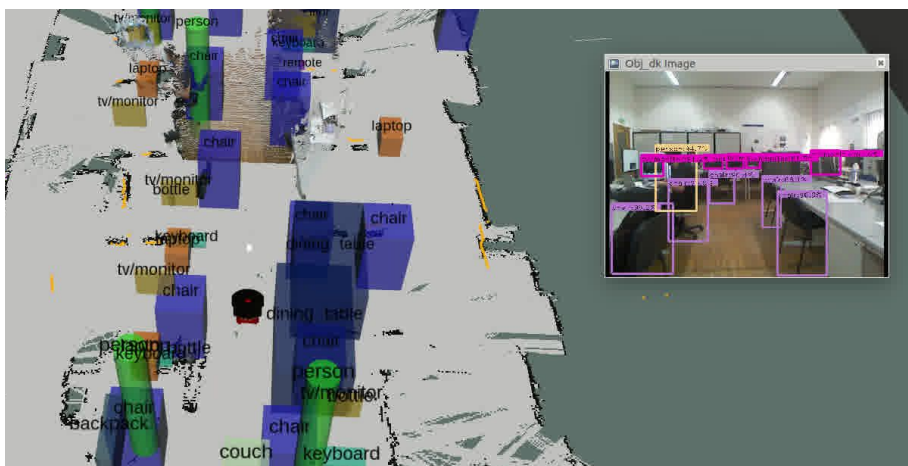 tv/monitor
person
chair
keyboard
chair
remote
laptop
chair
tv/monitor
laptop
chair
tv/monitor
bottle
chair
chair
keyboard
laptop
dining table
tv/monitor
chair
dining table
chair
person
bottle
keyboard
person
tv/monitor
bottle
chair
backpack
chair
couch
keyboard
Obj_dk Image